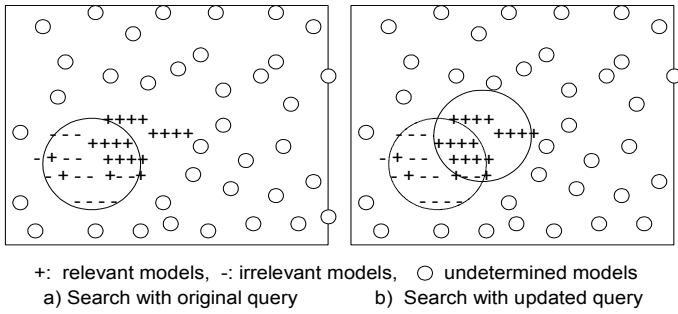 +: relevant models, -: irrelevant models, ○ undetermined models
a) Search with original query b) Search with updated query